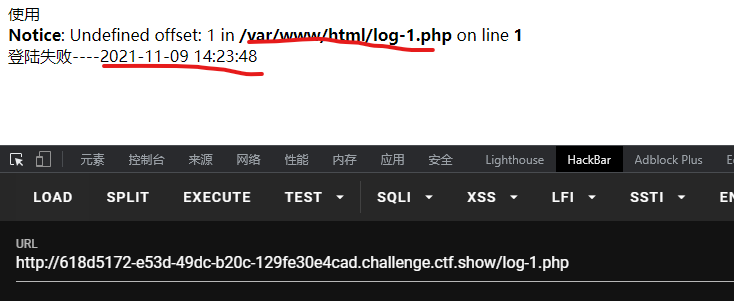 使用
Notice: Undefined offset: 1 in /var/www/html/log-1.php on line 1
登陆失败----2021-11-09 14:23:48
元素 控制台 来源 网络 性能 内存 应用 安全 Lighthouse HackBar Adblock Plus E
LOAD SPLIT EXECUTE TEST SQLI XSS LFI SSTI EN
URL
http://618d5172-e53d-49dc-b20c-129fe30e4cad.challenge.ctf.show/log-1.php